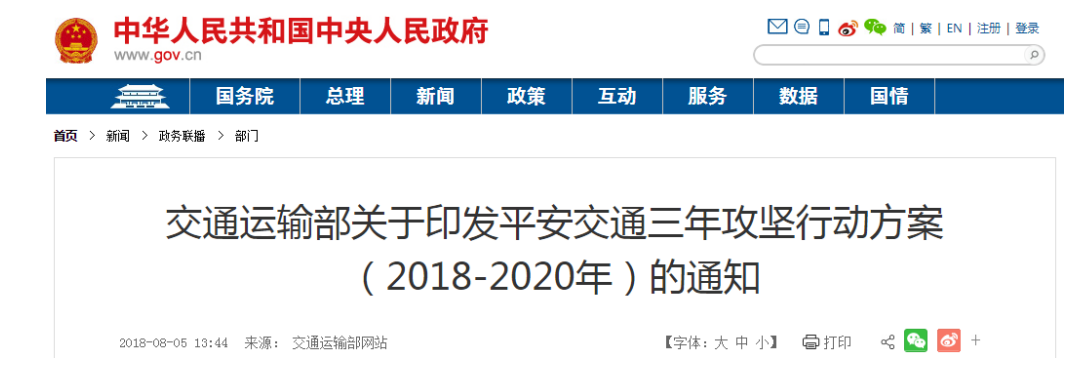 中华人民共和国中央人民政府
www.gov.cn
简 | 繁 | EN | 注册 | 登录
国务院 总理 新闻 政策 互动 服务 数据 国情
首页 > 新闻 > 政务联播 > 部门
交通运输部关于印发平安交通三年攻坚行动方案
（2018-2020年）的通知
2018-08-05 13:44 来源： 交通运输部网站 【字体：大 中 小】 打印 +